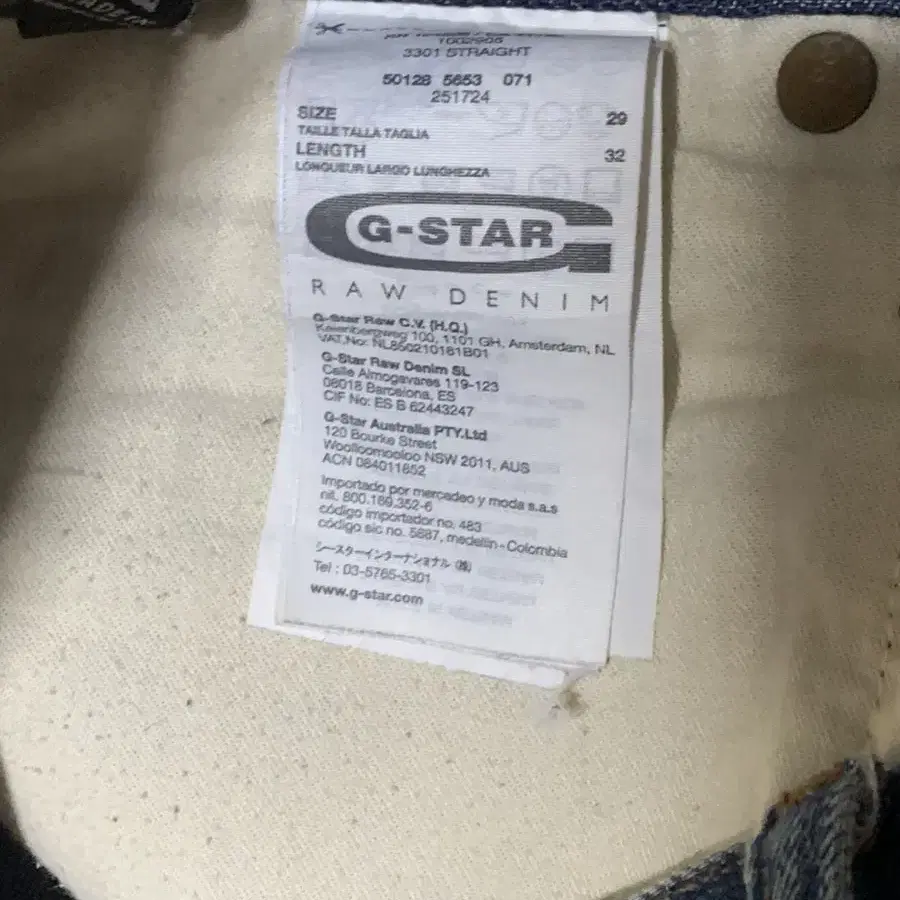 MADE IN
3301 STRAIGHT
50128 5653 071
251724
SIZE 29
TAILLE TALLA TAGLIA
LENGTH 32
LONGUEUR LARGO LUNGHEZZA
G-STAR
RAW DENIM
G-Star Raw C.V. (H.Q.)
Keienbergweg 100, 1101 GH, Amsterdam, NL
VAT.No: NL850210181B01
G-Star Raw Denim SL
Calle Almogavares 119-123
08018 Barcelona, ES
CIF No: ES B 62443247
G-Star Australia PTY.Ltd
120 Bourke Street
Woolloomooloo NSW 2011, AUS
ACN 084011652
Importado por mercadeo y moda s.a.s
nit. 800.189.352-6
código importador no. 483
código sic no. 5887, medellin - Colombia
ジースターインターナショナル (株)
Tel : 03-5765-3301
www.g-star.com